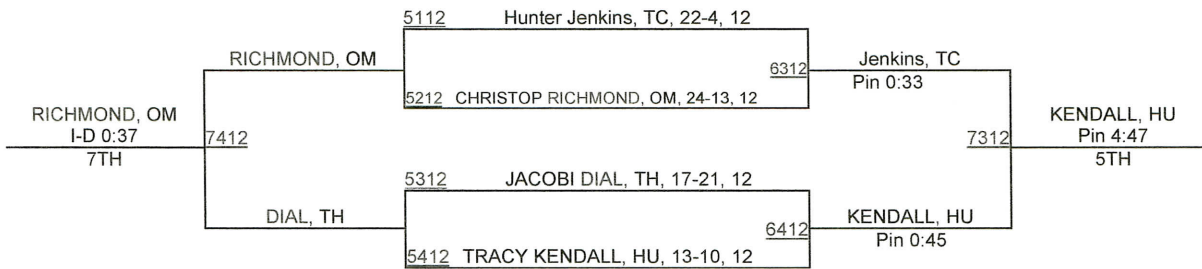 5112 Hunter Jenkins, TC, 22-4, 12
RICHMOND, OM
6312
Jenkins, TC
Pin 0:33
5212 CHRISTOP RICHMOND, OM, 24-13, 12
RICHMOND, OM
I-D 0:37
7TH
7412
7312
KENDALL, HU
Pin 4:47
5TH
5312 JACOBI DIAL, TH, 17-21, 12
DIAL, TH
6412
KENDALL, HU
Pin 0:45
5412 TRACY KENDALL, HU, 13-10, 12